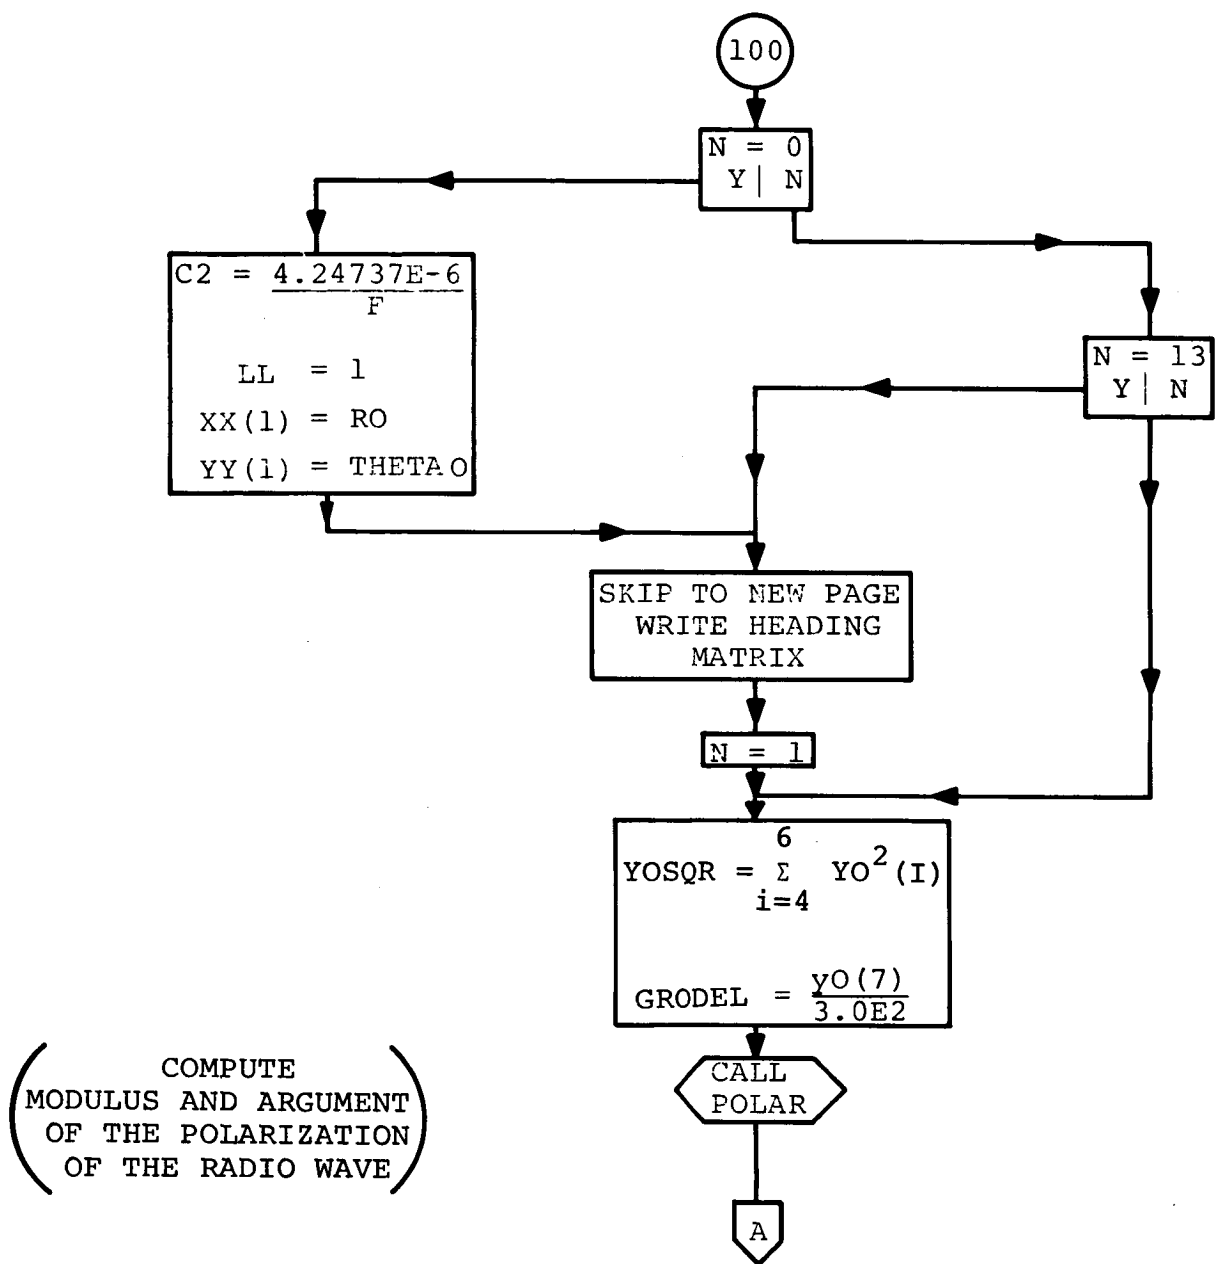 100
N = 0
Y | N
C2 = 4.24737E-6
F
LL = 1
XX(1) = RO
YY(1) = THETAO
N = 13
Y | N
SKIP TO NEW PAGE
WRITE HEADING
MATRIX
N = 1
6
YOSQR = Σ YO²(I)
i=4
GRODEL = yO(7)
3.0E2
CALL
POLAR
COMPUTE
MODULUS AND ARGUMENT
OF THE POLARIZATION
OF THE RADIO WAVE
A